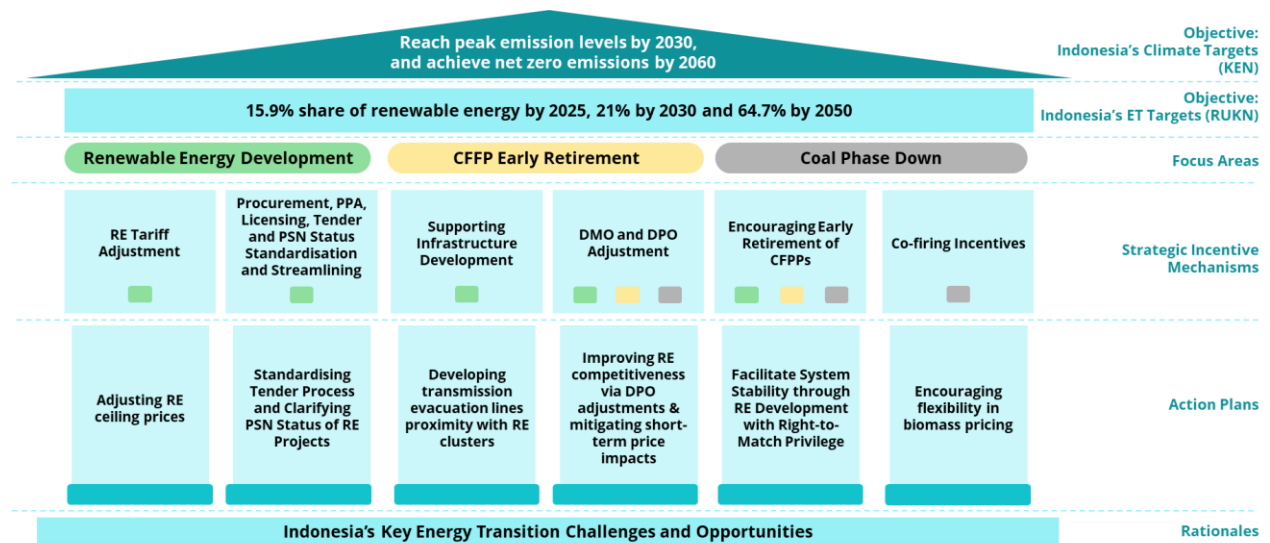 Reach peak emission levels by 2030,
and achieve net zero emissions by 2060
Objective:
Indonesia's Climate Targets
(KEN)
15.9% share of renewable energy by 2025, 21% by 2030 and 64.7% by 2050
Objective:
Indonesia's ET Targets (RUKN)
Renewable Energy Development
CFFP Early Retirement
Coal Phase Down
Focus Areas
RE Tariff
Adjustment
Procurement, PPA,
Licensing, Tender
and PSN Status
Standardisation
and Streamlining
Supporting
Infrastructure
Development
DMO and DPO
Adjustment
Encouraging Early
Retirement of
CFPPs
Co-firing Incentives
Strategic Incentive
Mechanisms
Adjusting RE
ceiling prices
Standardising
Tender Process
and Clarifying
PSN Status of RE
Projects
Developing
transmission
evacuation lines
proximity with RE
clusters
Improving RE
competitiveness
via DPO
adjustments &
mitigating short-
term price
impacts
Facilitate System
Stability through
RE Development
with Right-to-
Match Privilege
Encouraging
flexibility in
biomass pricing
Action Plans
Indonesia's Key Energy Transition Challenges and Opportunities
Rationales